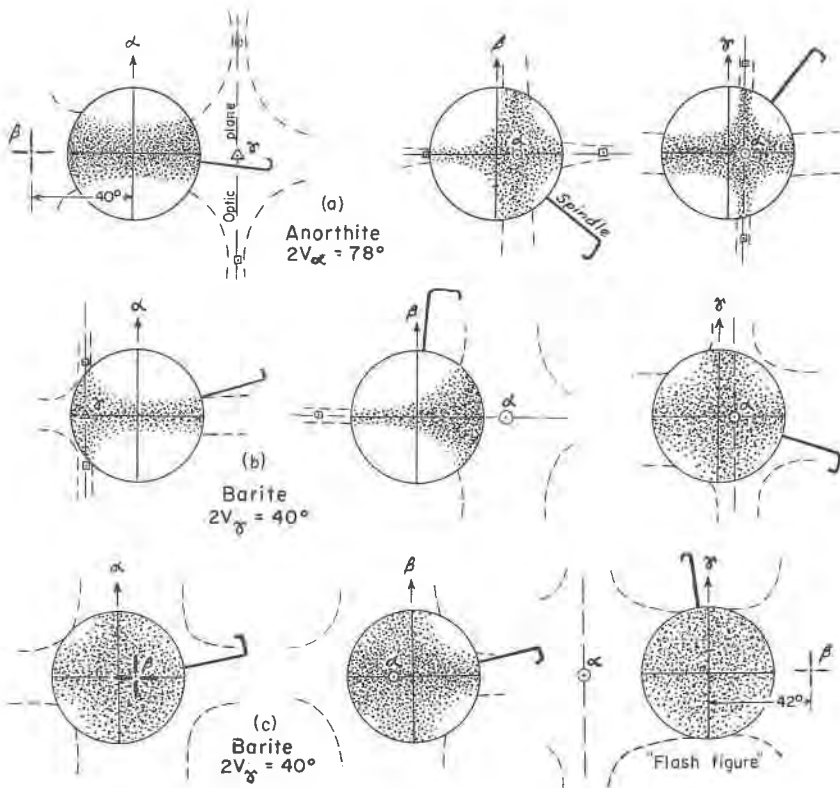 α
β
γ
plane
β
γ
α
α
40°
Optic
Spindle
(a)
Anorthite
2Vα = 78°
α
β
γ
γ
α
α
(b)
Barite
2Vγ = 40°
α
β
γ
β
α
α
β
42°
(c)
Barite
2Vγ = 40°
"Flash figure"